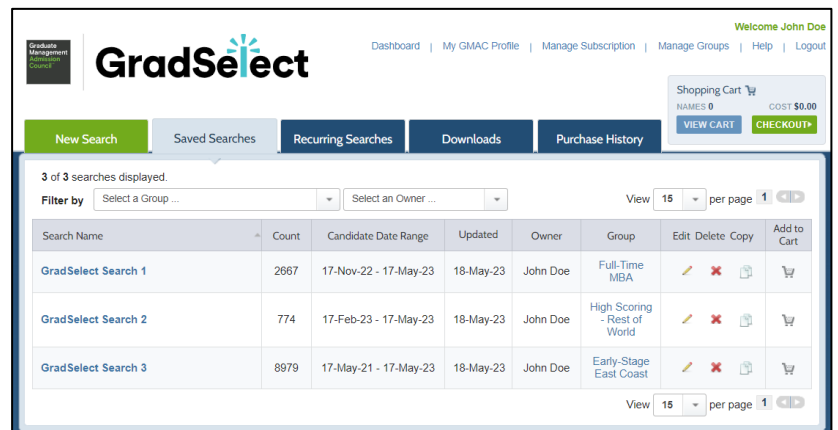 Welcome John Doe
Graduate
Management
Admission
Council™
GradSelect
Dashboard | My GMAC Profile | Manage Subscription | Manage Groups | Help | Logout
Shopping Cart
NAMES 0 COST $0.00
VIEW CART CHECKOUT
New Search Saved Searches Recurring Searches Downloads Purchase History
3 of 3 searches displayed.
Filter by Select a Group ... Select an Owner ... View 15 per page 1
Search Name Count Candidate Date Range Updated Owner Group Edit Delete Copy Add to
Cart
GradSelect Search 1 2667 17-Nov-22 - 17-May-23 18-May-23 John Doe Full-Time
MBA
GradSelect Search 2 774 17-Feb-23 - 17-May-23 18-May-23 John Doe High Scoring
- Rest of
World
GradSelect Search 3 8979 17-May-21 - 17-May-23 18-May-23 John Doe Early-Stage
East Coast
View 15 per page 1